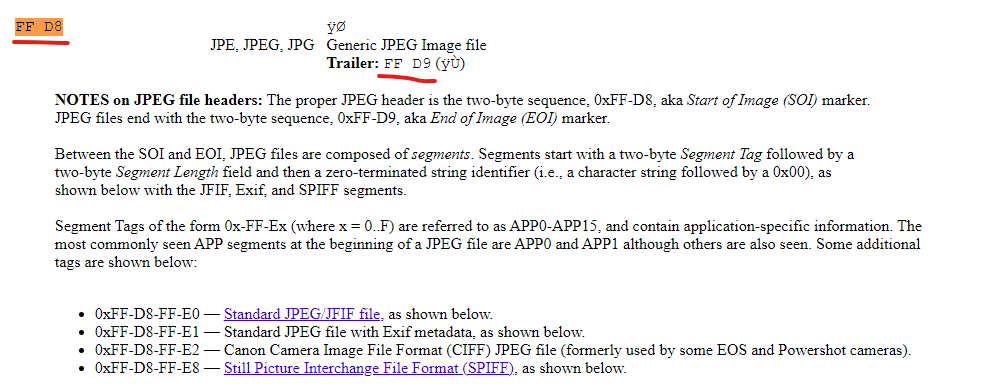 FF D8
ÿØ
JPE, JPEG, JPG Generic JPEG Image file
Trailer: FF D9 (ÿÙ)
NOTES on JPEG file headers: The proper JPEG header is the two-byte sequence, 0xFF-D8, aka Start of Image (SOI) marker.
JPEG files end with the two-byte sequence, 0xFF-D9, aka End of Image (EOI) marker.
Between the SOI and EOI, JPEG files are composed of segments. Segments start with a two-byte Segment Tag followed by a
two-byte Segment Length field and then a zero-terminated string identifier (i.e., a character string followed by a 0x00), as
shown below with the JFIF, Exif, and SPIFF segments.
Segment Tags of the form 0x-FF-Ex (where x = 0..F) are referred to as APP0-APP15, and contain application-specific information. The
most commonly seen APP segments at the beginning of a JPEG file are APP0 and APP1 although others are also seen. Some additional
tags are shown below:
• 0xFF-D8-FF-E0 — Standard JPEG/JFIF file, as shown below.
• 0xFF-D8-FF-E1 — Standard JPEG file with Exif metadata, as shown below.
• 0xFF-D8-FF-E2 — Canon Camera Image File Format (CIFF) JPEG file (formerly used by some EOS and Powershot cameras).
• 0xFF-D8-FF-E8 — Still Picture Interchange File Format (SPIFF), as shown below.